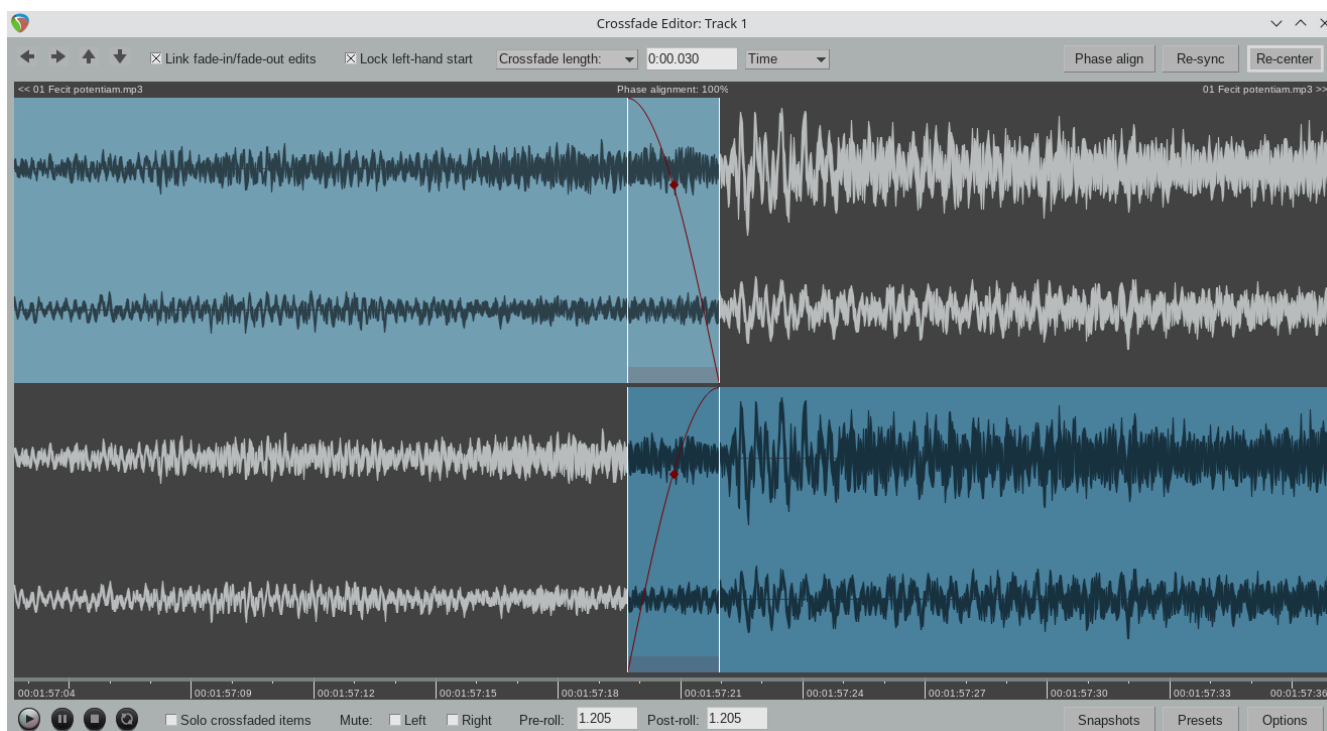 Crossfade Editor: Track 1
Link fade-in/fade-out edits Lock left-hand start Crossfade length: 0:00.030 Time Phase align Re-sync Re-center
<< 01 Fecit potentiam.mp3 Phase alignment: 100% 01 Fecit potentiam.mp3 >>
00:01:57:04 00:01:57:09 00:01:57:12 00:01:57:15 00:01:57:18 00:01:57:21 00:01:57:24 00:01:57:27 00:01:57:30 00:01:57:33 00:01:57:36
Solo crossfaded items Mute: Left Right Pre-roll: 1.205 Post-roll: 1.205 Snapshots Presets Options